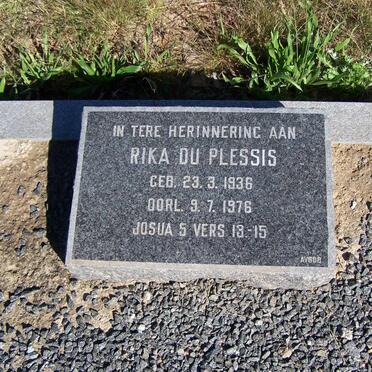 IN TERE HERINNERING AAN
RIKA DU PLESSIS
GEB. 23. 3. 1936
OORL. 9. 7. 1976
JOSUA 5 VERS 13-15